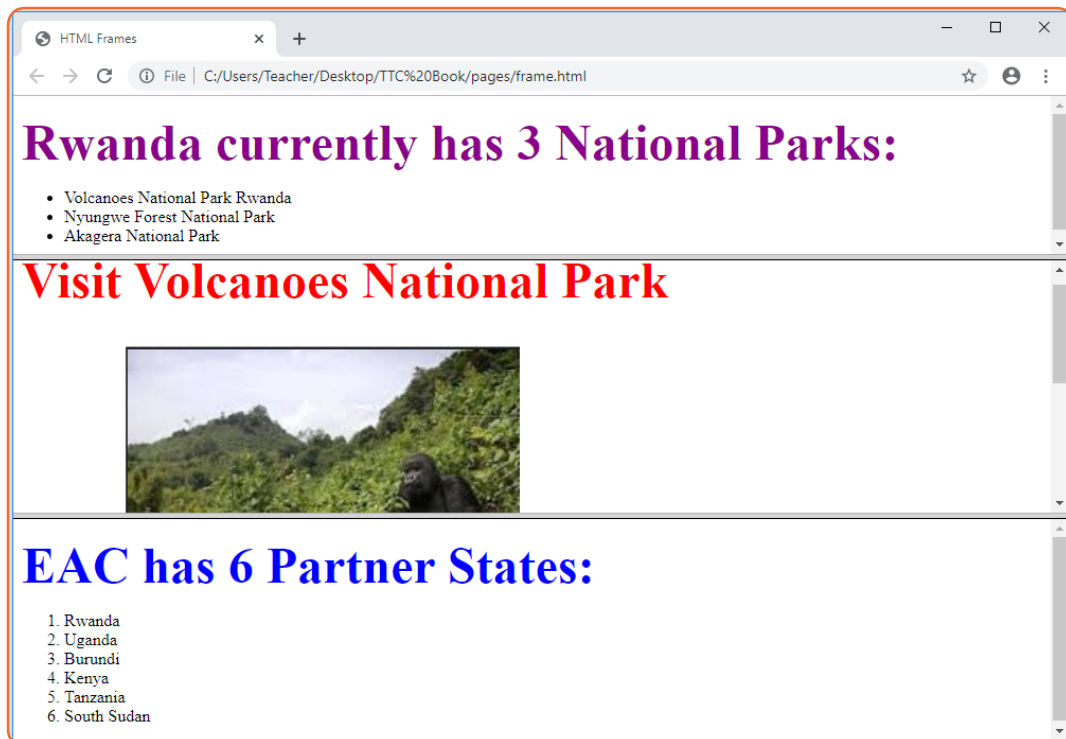 HTML Frames
File | C:/Users/Teacher/Desktop/TTC%20Book/pages/frame.html
Rwanda currently has 3 National Parks:
• Volcanoes National Park Rwanda
• Nyungwe Forest National Park
• Akagera National Park
Visit Volcanoes National Park
EAC has 6 Partner States:
1. Rwanda
2. Uganda
3. Burundi
4. Kenya
5. Tanzania
6. South Sudan